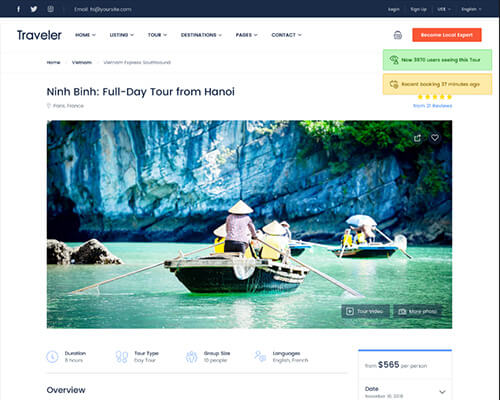 Email: hi@yoursite.com
Login Sign Up US$ English
Traveler HOME LISTING TOUR DESTINATIONS PAGES CONTACT Become Local Expert
Now 3970 users seeing this Tour
Home Vietnam Vietnam Express Southbound
Recent booking 37 minutes ago
Ninh Binh: Full-Day Tour from Hanoi
Paris, France
from 21 Reviews
Tour Video More photo
Duration
8 hours
Tour Type
Day Tour
Group Size
10 people
Languages
English, French
from $565 per person
Date
November 10, 2018
Overview